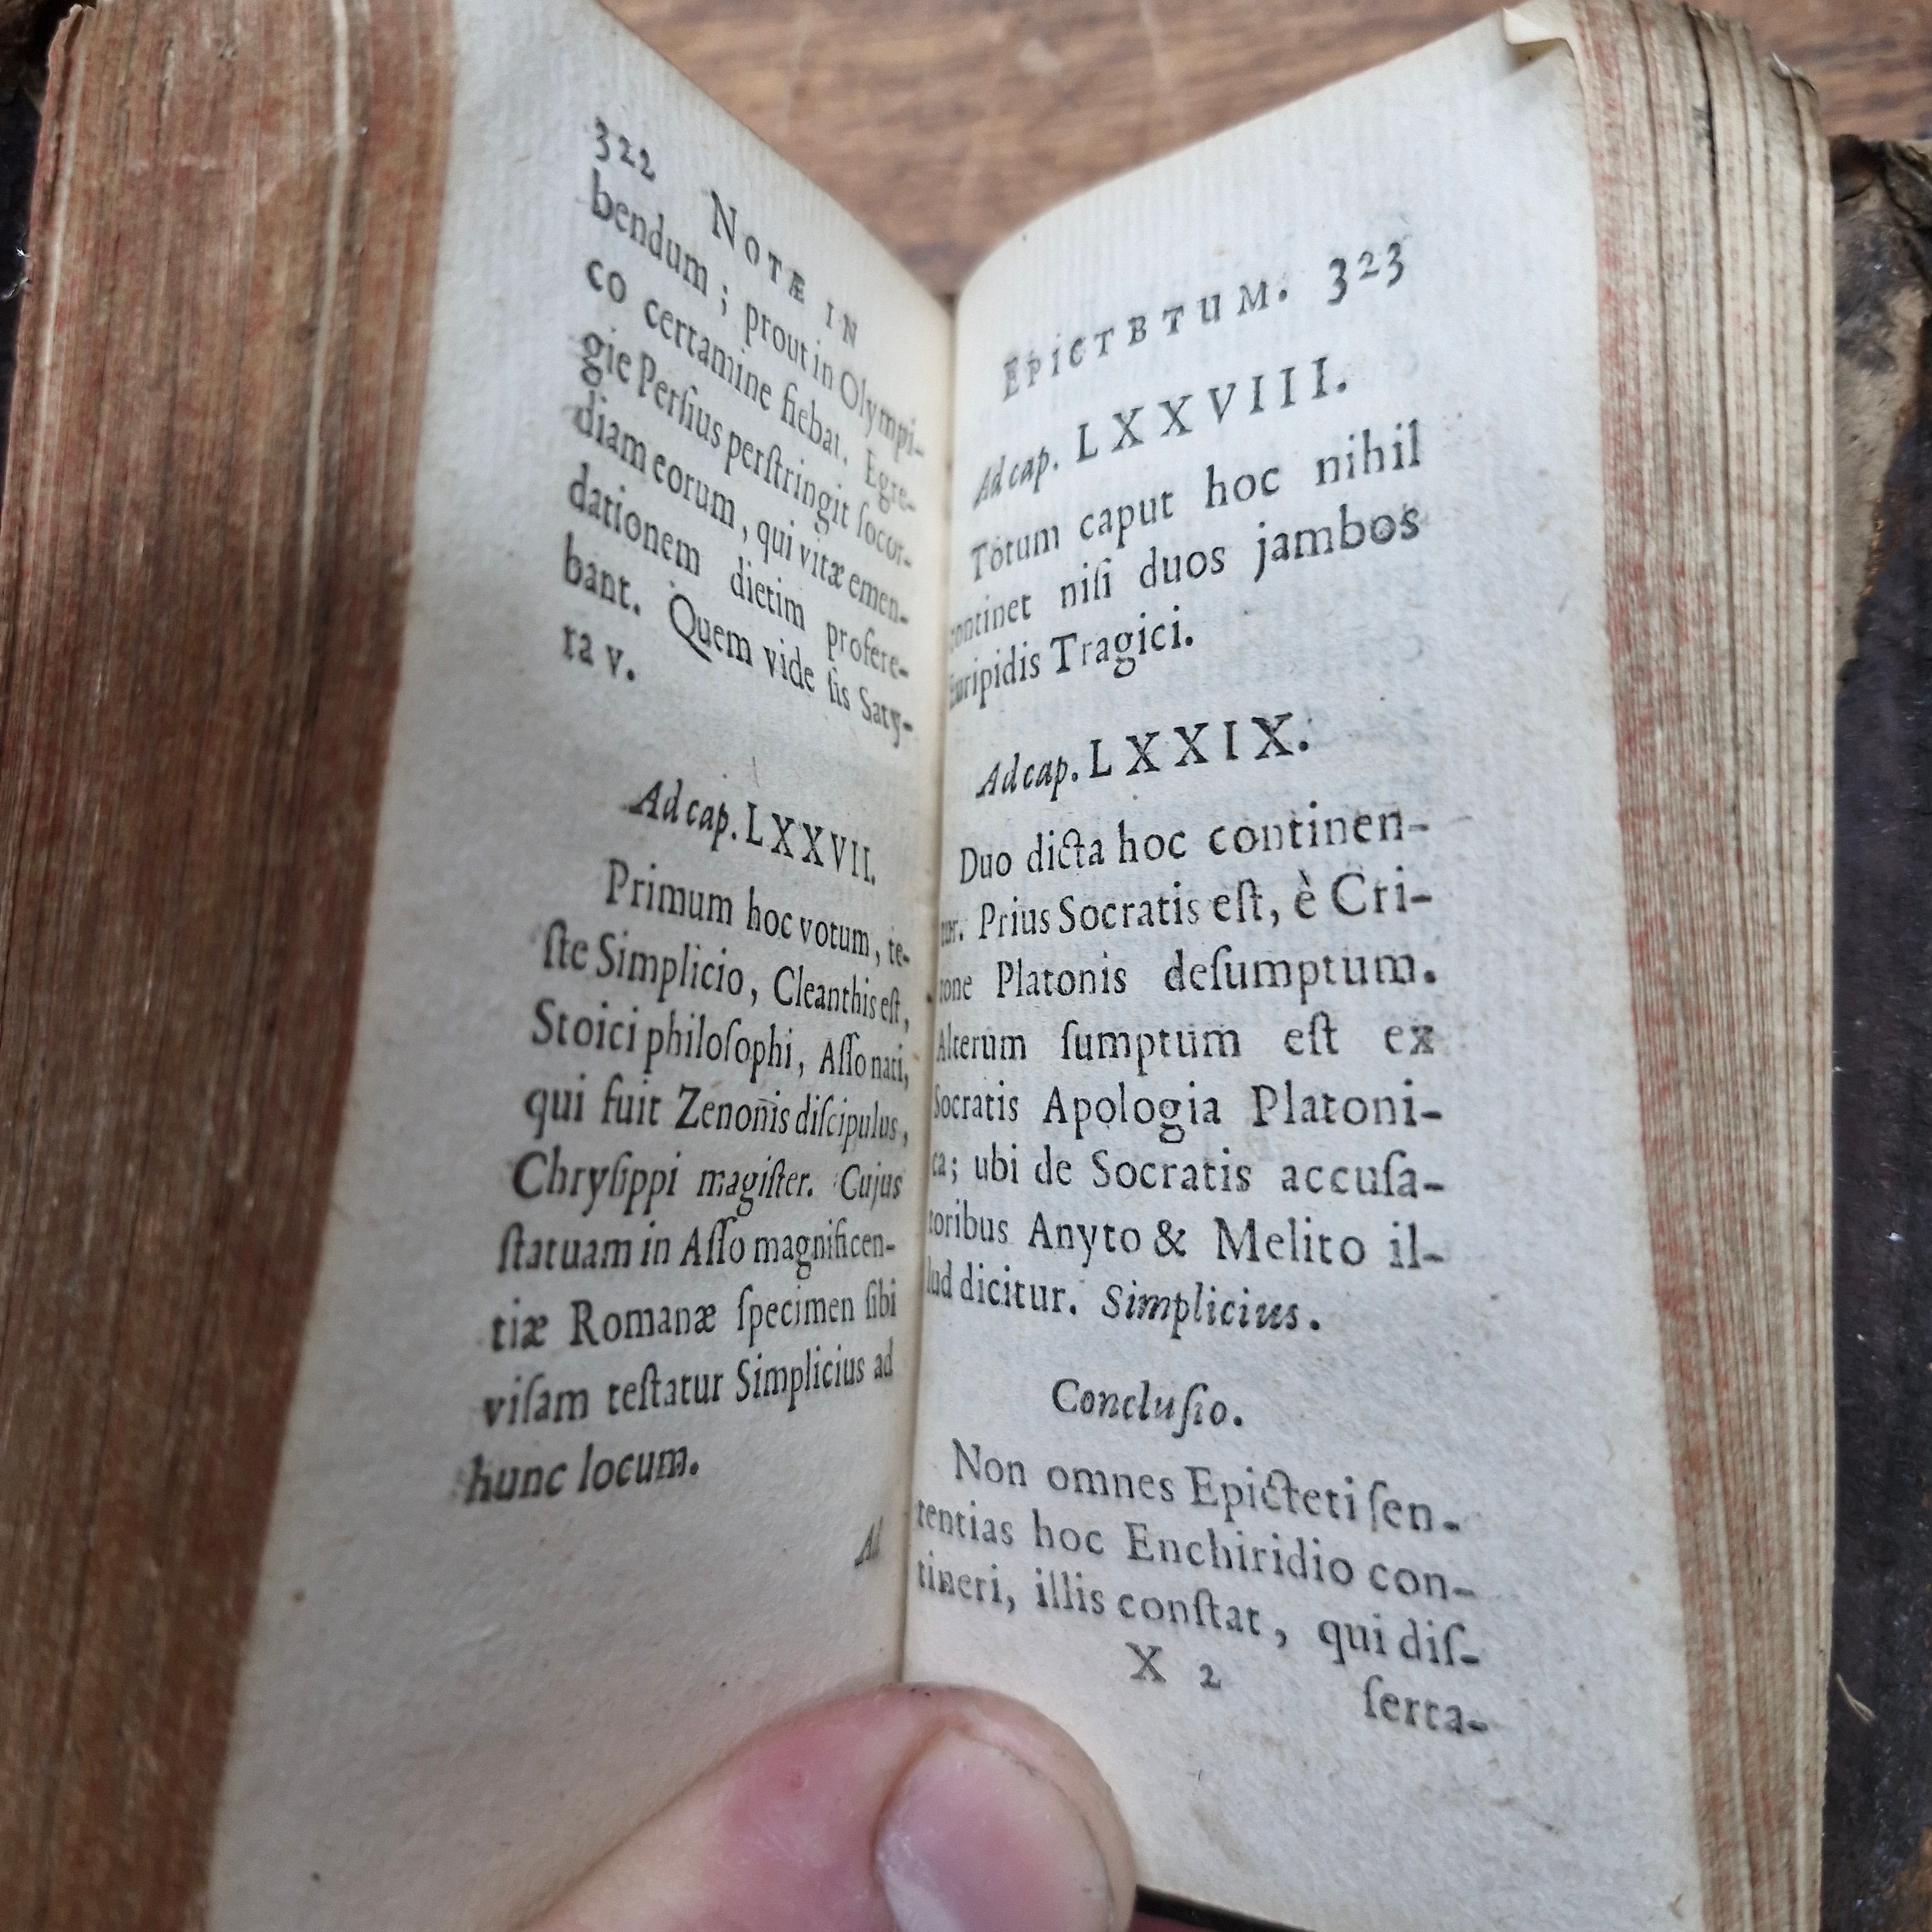 322 NOTÆ IN
bendum ; prout in Olympi-
co certamine fiebat. Egre-
gie Perſius perſtringit ſocor-
diam eorum, qui vitæ emen-
dationem dietim profere-
bant. Quem vide ſis Saty-
ra v.
Ad cap. LXXVII.
Primum hoc votum, te-
ſte Simplicio, Cleanthis eſt,
Stoici philoſophi, Aſſo nati,
qui fuit Zenonis diſcipulus,
Chryſippi magiſter. Cujus
ſtatuam in Aſſo magnificen-
tiæ Romanæ ſpecimen ſibi
viſam teſtatur Simplicius ad
hunc locum.
Ad
EPICTBTUM. 323
Ad cap. LXXVIII.
Totum caput hoc nihil
continet niſi duos jambos
Euripidis Tragici.
Ad cap. LXXIX.
Duo dicta hoc continen-
tur. Prius Socratis eſt, è Cri-
tone Platonis deſumptum.
Alterum ſumptum eſt ex
Socratis Apologia Platoni-
ca; ubi de Socratis accuſa-
toribus Anyto & Melito il-
lud dicitur. Simplicius.
Concluſio.
Non omnes Epicteti ſen-
tentias hoc Enchiridio con-
tineri, illis conſtat, qui diſ-
X 2
ſerta-